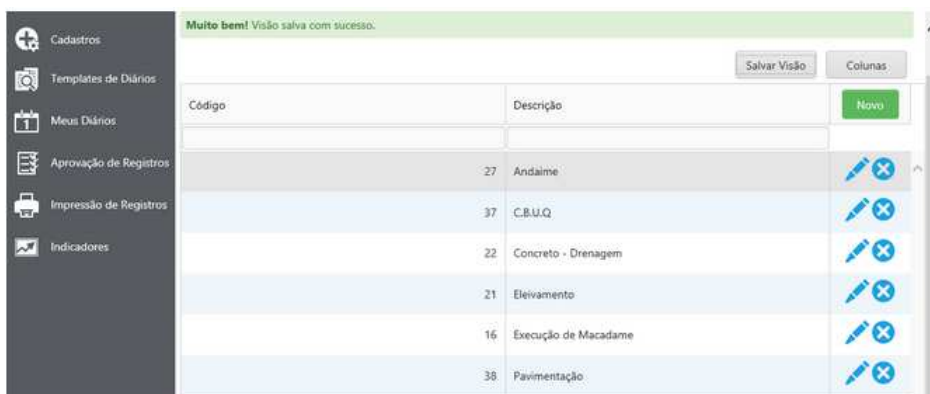 Muito bem! Visão salva com sucesso.
Cadastros
Templates de Diários
Meus Diários
Aprovação de Registros
Impressão de Registros
Indicadores
Salvar Visão Colunas
Código Descrição Novo
27 Andaime
37 C.B.U.Q
22 Concreto - Drenagem
21 Eleivamento
16 Execução de Macadame
38 Pavimentação